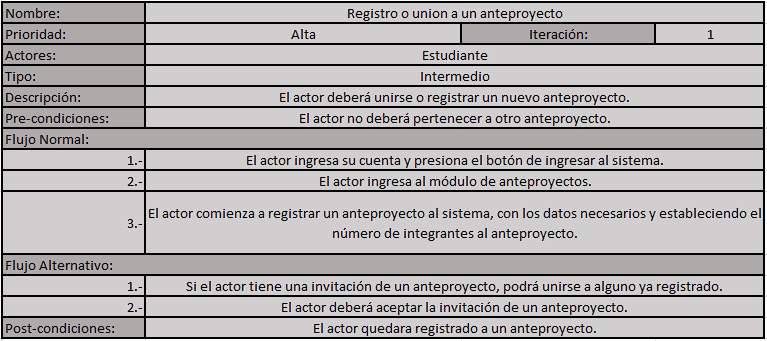 Nombre: Registro o union a un anteproyecto
Prioridad: Alta Iteración: 1
Actores: Estudiante
Tipo: Intermedio
Descripción: El actor deberá unirse o registrar un nuevo anteproyecto.
Pre-condiciones: El actor no deberá pertenecer a otro anteproyecto.
Flujo Normal:
1.- El actor ingresa su cuenta y presiona el botón de ingresar al sistema.
2.- El actor ingresa al módulo de anteproyectos.
3.- El actor comienza a registrar un anteproyecto al sistema, con los datos necesarios y estableciendo el
número de integrantes al anteproyecto.
Flujo Alternativo:
1.- Si el actor tiene una invitación de un anteproyecto, podrá unirse a alguno ya registrado.
2.- El actor deberá aceptar la invitación de un anteproyecto.
Post-condiciones: El actor quedara registrado a un anteproyecto.